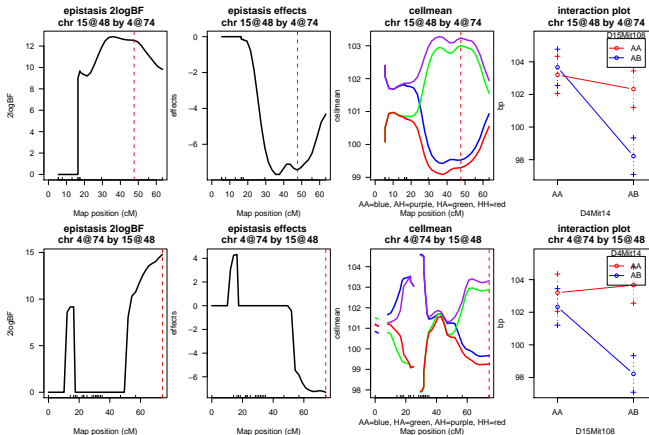 epistasis 2logBF
chr 15@48 by 4@74
2logBF
0 2 4 6 8 10 12
0 10 20 30 40 50 60
Map position (cM)
epistasis effects
chr 15@48 by 4@74
effects
-6 -4 -2 0
0 10 20 30 40 50 60
Map position (cM)
cellmean
chr 15@48 by 4@74
cellmean
99 100 101 102 103
0 10 20 30 40 50 60
Map position (cM)
AA=blue, AH=purple, HA=green, HH=red
interaction plot
chr 15@48 by 4@74
D15Mit108
AA
AB
bp
98 100 102 104
AA AB
D4Mit14
epistasis 2logBF
chr 4@74 by 15@48
2logBF
0 5 10 15
0 20 40 60
Map position (cM)
epistasis effects
chr 4@74 by 15@48
effects
-6 -4 -2 0 2 4
0 20 40 60
Map position (cM)
cellmean
chr 4@74 by 15@48
cellmean
98 99 100 101 102 103 104
0 20 40 60
Map position (cM)
AA=blue, HA=green, AH=purple, HH=red
interaction plot
chr 4@74 by 15@48
D4Mit14
AA
AB
bp
98 100 102 104
AA AB
D15Mit108